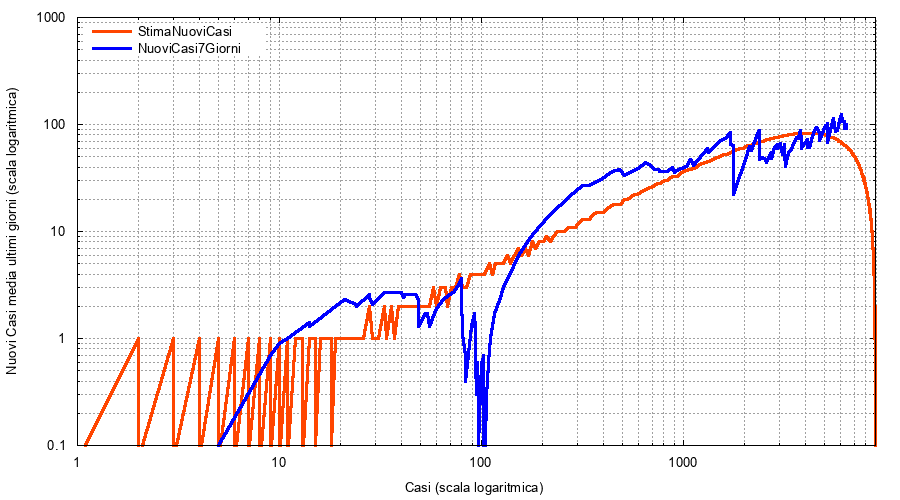 1000
StimaNuoviCasi
NuoviCasi7Giorni
100
10
1
0.1
Nuovi Casi media ultimi giorni (scala logaritmica)
1 10 100 1000
Casi (scala logaritmica)